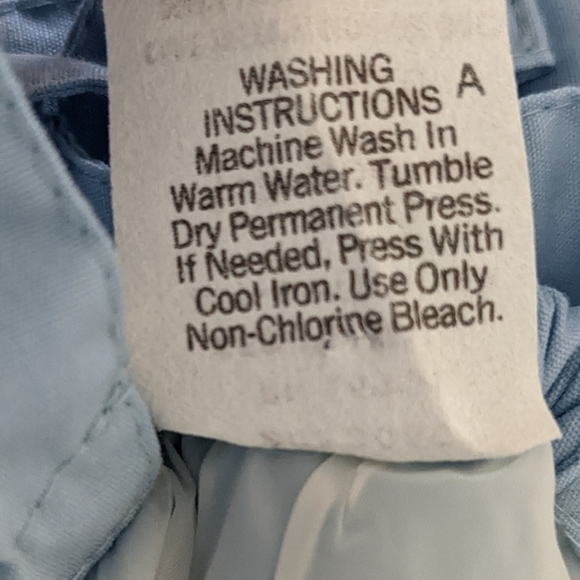 WASHING
INSTRUCTIONS A
Machine Wash In
Warm Water. Tumble
Dry Permanent Press.
If Needed, Press With
Cool Iron. Use Only
Non-Chlorine Bleach.